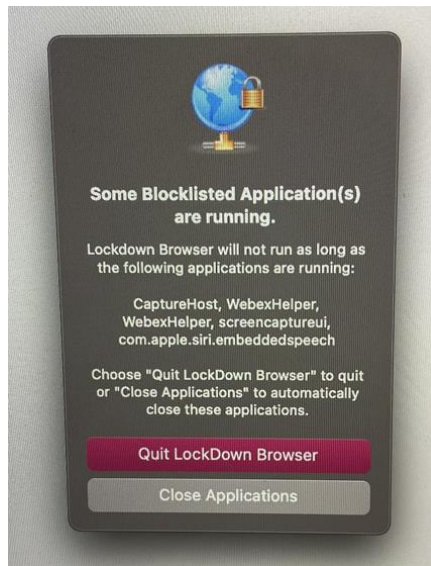 Some Blocklisted Application(s)
are running.
Lockdown Browser will not run as long as
the following applications are running:
CaptureHost, WebexHelper,
WebexHelper, screencaptureui,
com.apple.siri.embeddedspeech
Choose "Quit LockDown Browser" to quit
or "Close Applications" to automatically
close these applications.
Quit LockDown Browser
Close Applications